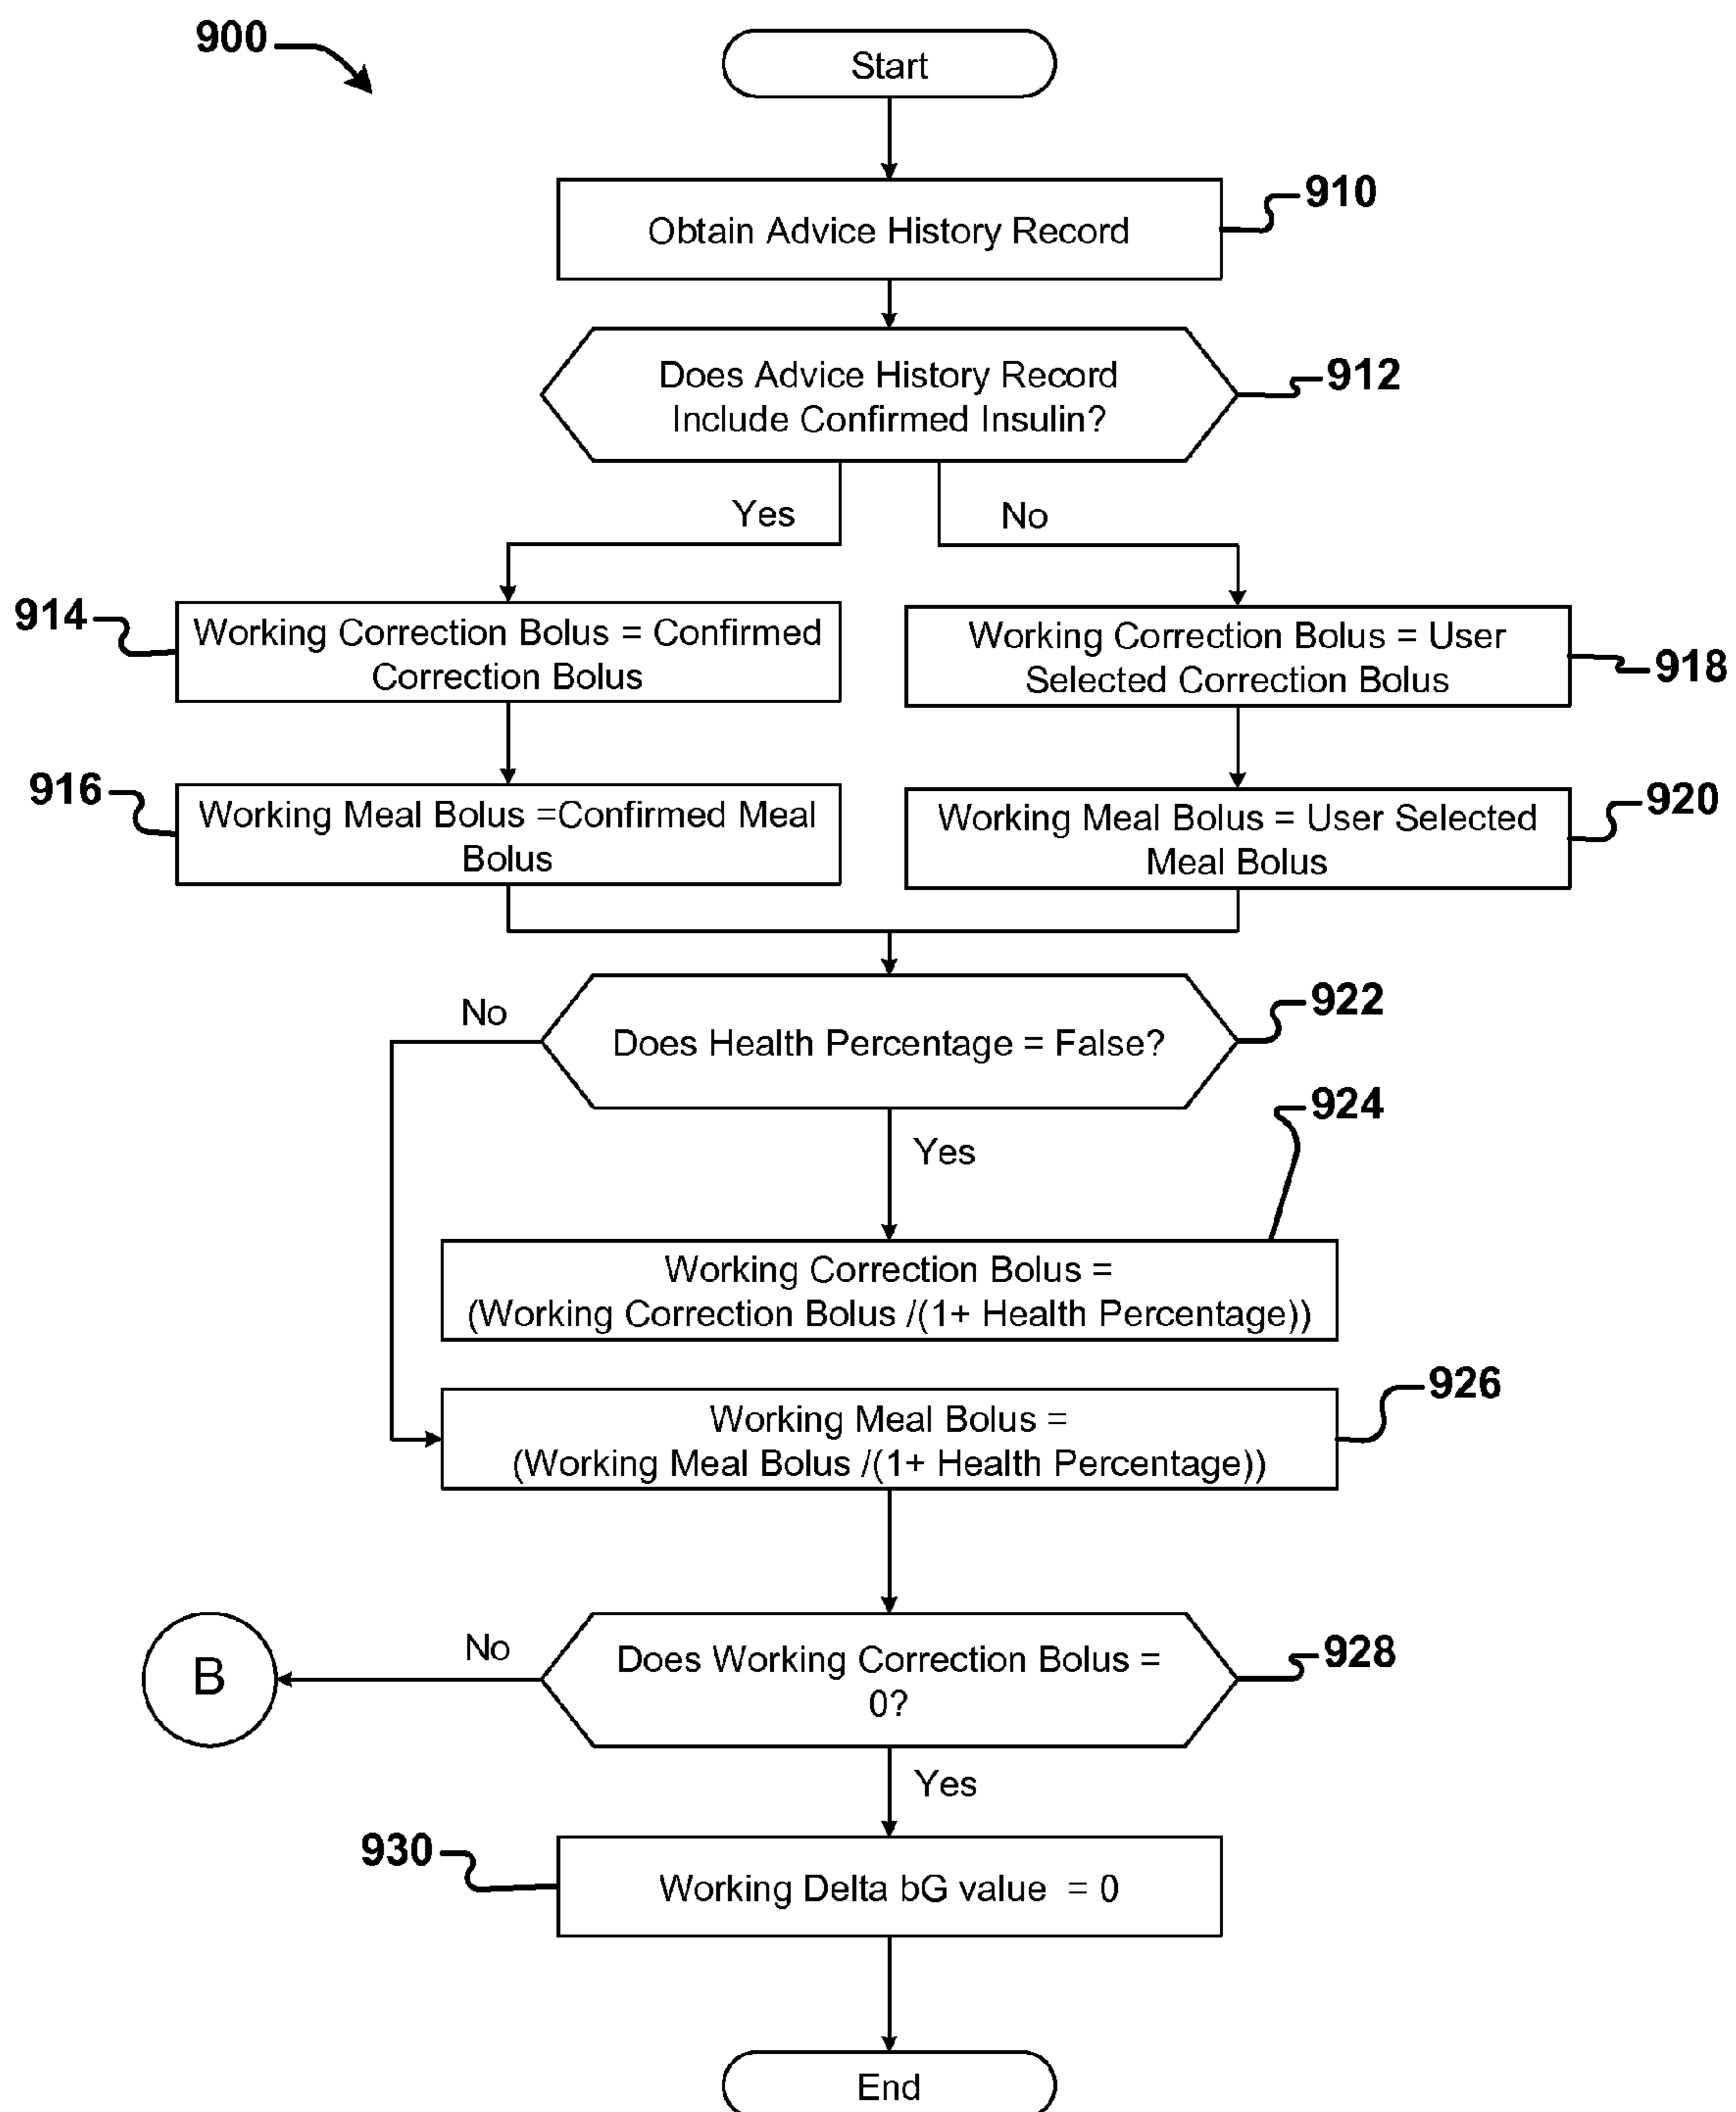 900
Start
910
Obtain Advice History Record
912
Does Advice History Record
Include Confirmed Insulin?
Yes
No
914
Working Correction Bolus = Confirmed
Correction Bolus
Working Correction Bolus = User
Selected Correction Bolus
918
916
Working Meal Bolus =Confirmed Meal
Bolus
Working Meal Bolus = User Selected
Meal Bolus
920
No
922
Does Health Percentage = False?
924
Yes
Working Correction Bolus =
(Working Correction Bolus /(1+ Health Percentage))
926
Working Meal Bolus =
(Working Meal Bolus /(1+ Health Percentage))
B
No
Does Working Correction Bolus =
0?
928
Yes
930
Working Delta bG value = 0
End